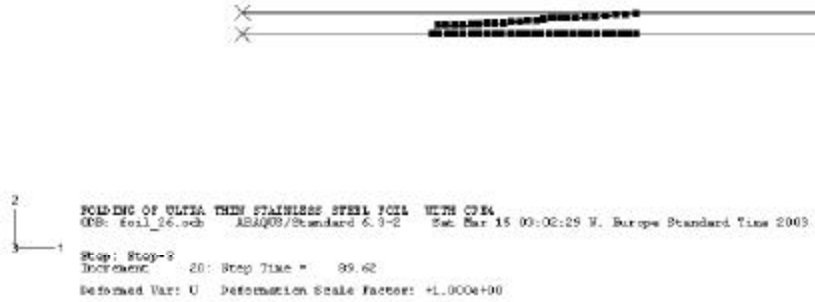 2
3
1
FOLDING OF ULTRA THIN STAINLESS STEEL FOIL WITH CPE4
ODB: foil_26.odb ABAQUS/Standard 6.3-2 Sat Mar 15 03:02:29 W. Europe Standard Time 2003
Step: Step-3
Increment 20: Step Time = 89.62
Deformed Var: U Deformation Scale Factor: +1.000e+00